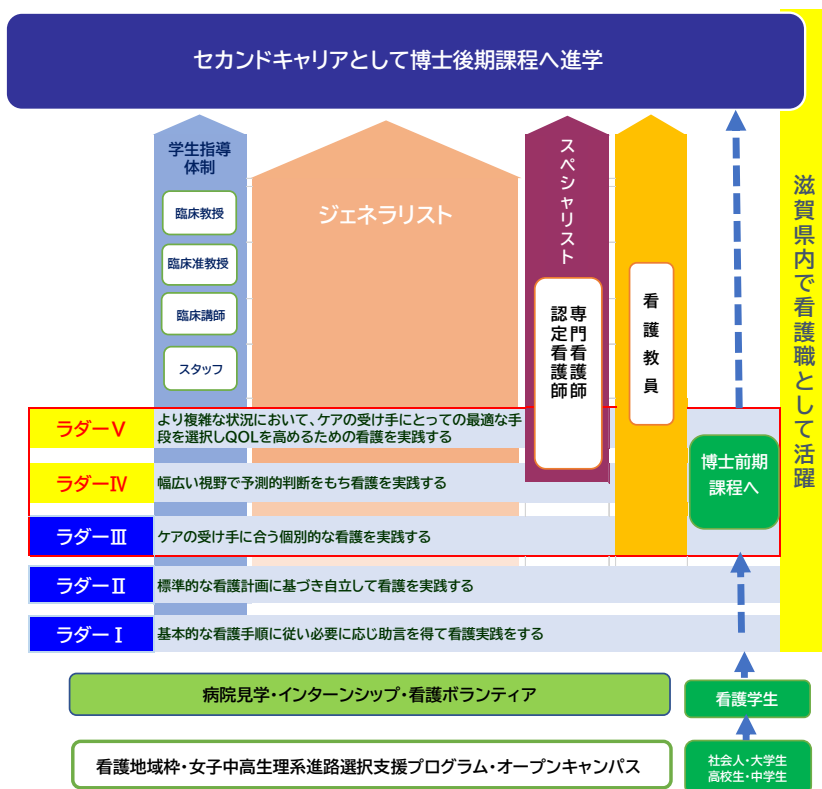 セカンドキャリアとして博士後期課程へ進学
滋賀県内で看護職として活躍
学生指導
体制
臨床教授
臨床准教授
臨床講師
スタッフ
ジェネラリスト
スペシャリスト
専門看護師
認定看護師
看護教員
ラダーⅤ
より複雑な状況において、ケアの受け手にとっての最適な手
段を選択しQOLを高めるための看護を実践する
ラダーⅣ
幅広い視野で予測的判断をもち看護を実践する
博士前期
課程へ
ラダーⅢ
ケアの受け手に合う個別的な看護を実践する
ラダーⅡ
標準的な看護計画に基づき自立して看護を実践する
ラダーⅠ
基本的な看護手順に従い必要に応じ助言を得て看護実践をする
病院見学・インターンシップ・看護ボランティア
看護学生
看護地域枠・女子中高生理系進路選択支援プログラム・オープンキャンパス
社会人・大学生
高校生・中学生